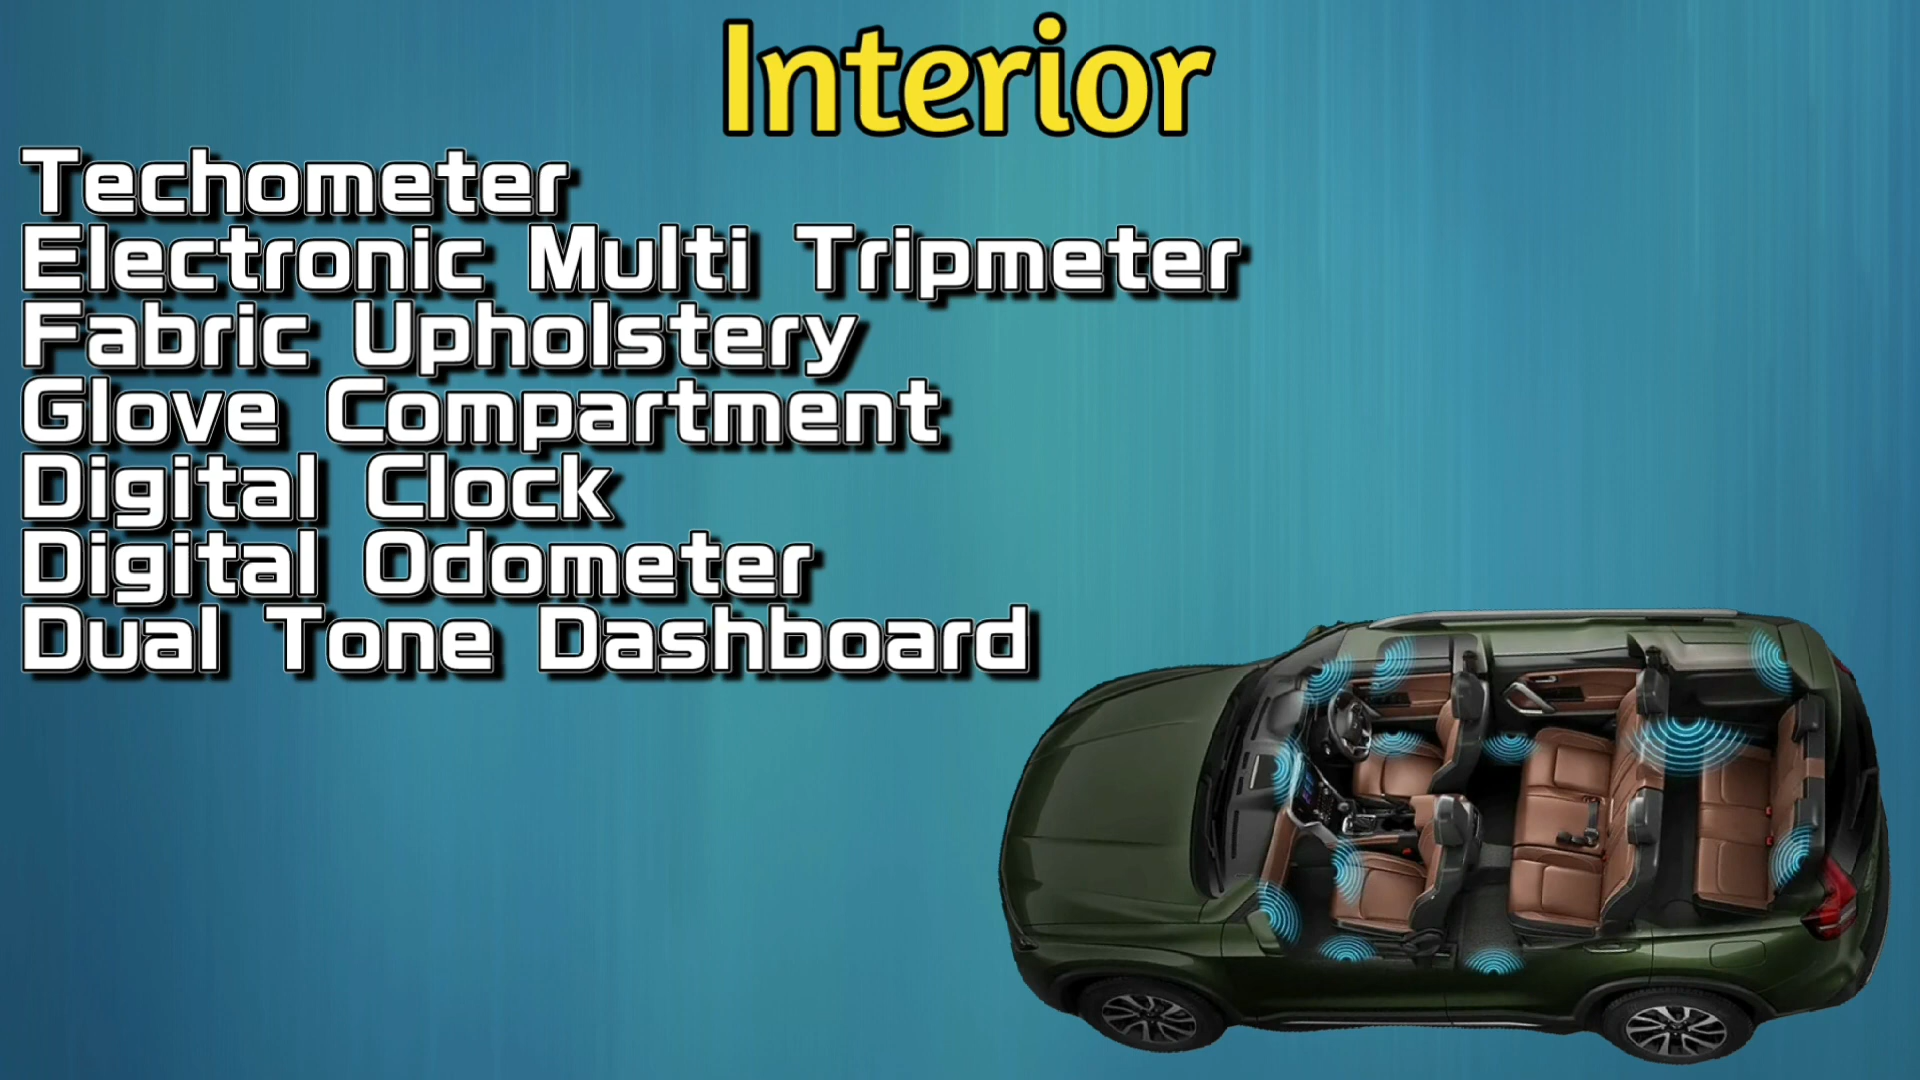 Interior
Techometer
Electronic Multi Tripmeter
Fabric Upholstery
Glove Compartment
Digital Clock
Digital Odometer
Dual Tone Dashboard